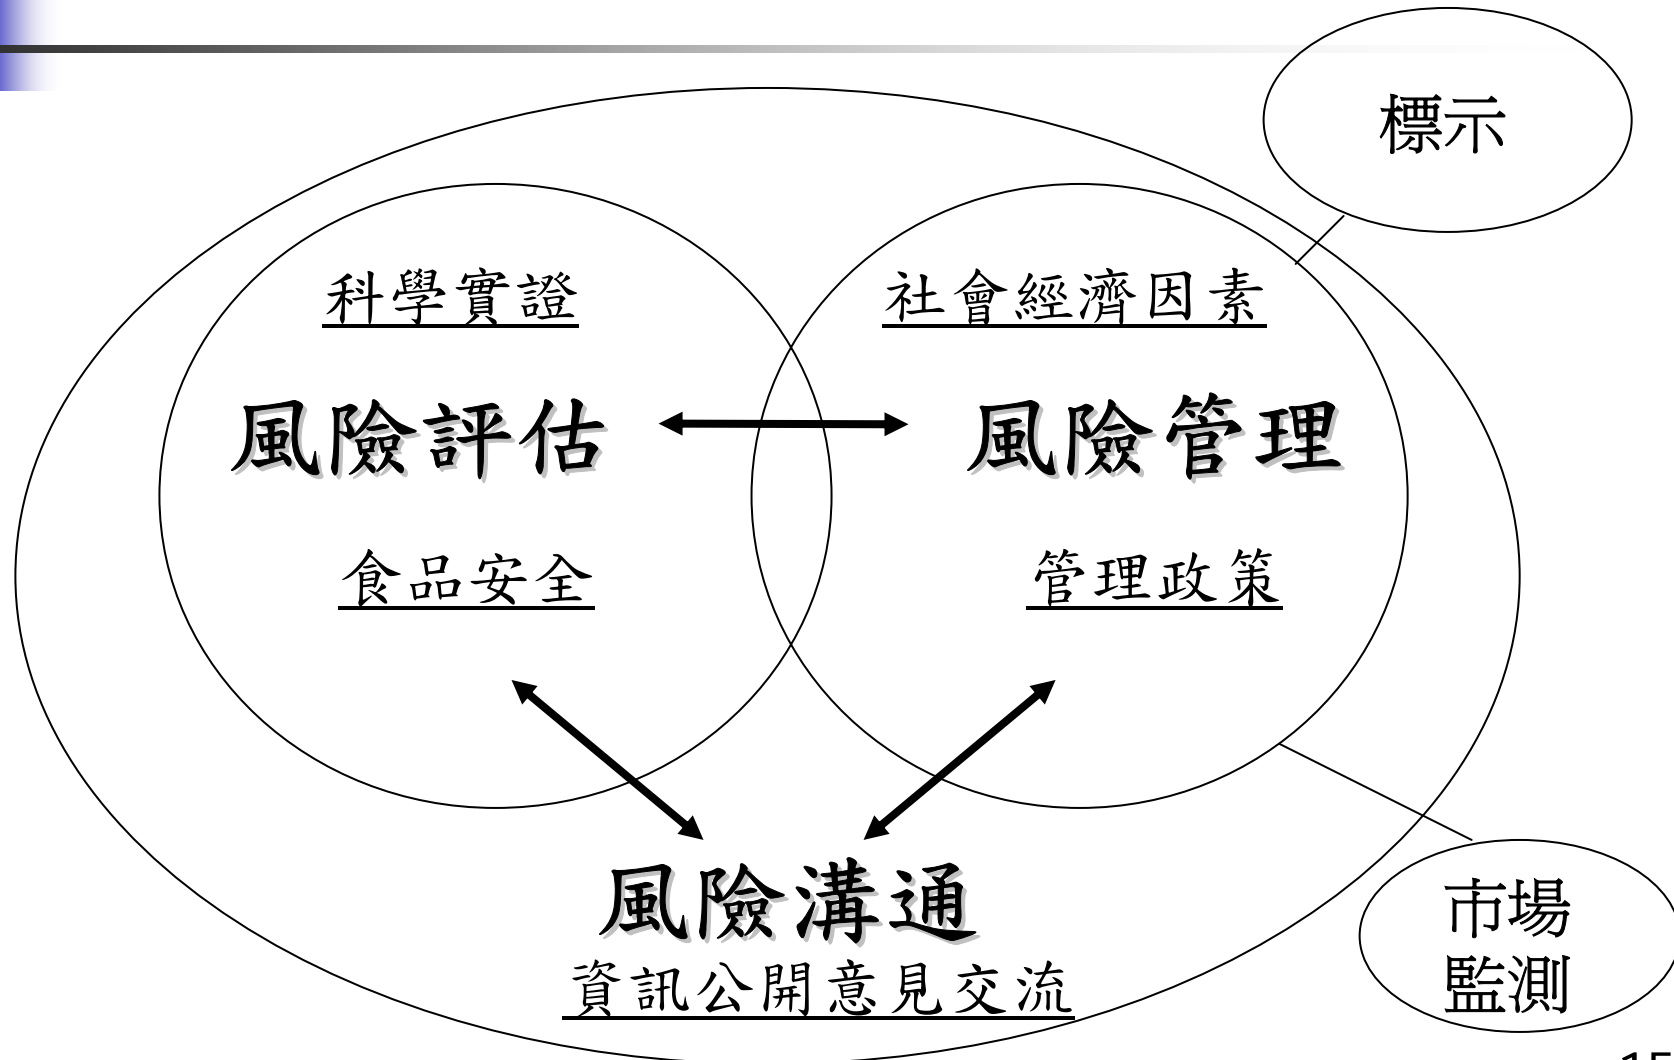 標示
科學實證
社會經濟因素
風險評估
風險管理
食品安全
管理政策
風險溝通
資訊公開意見交流
市場
監測